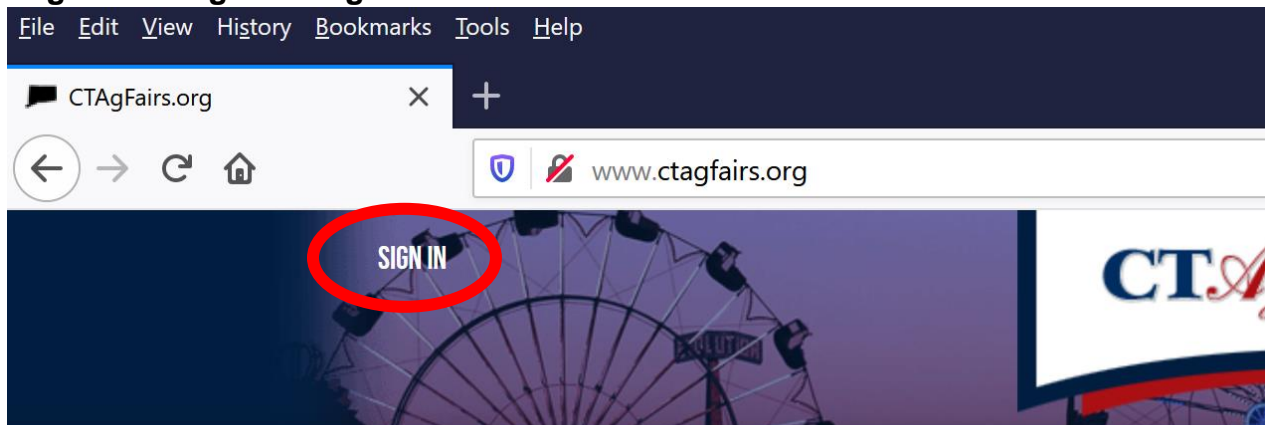 File Edit View History Bookmarks Tools Help
CTAgFairs.org
www.ctagfairs.org
SIGN IN
CT